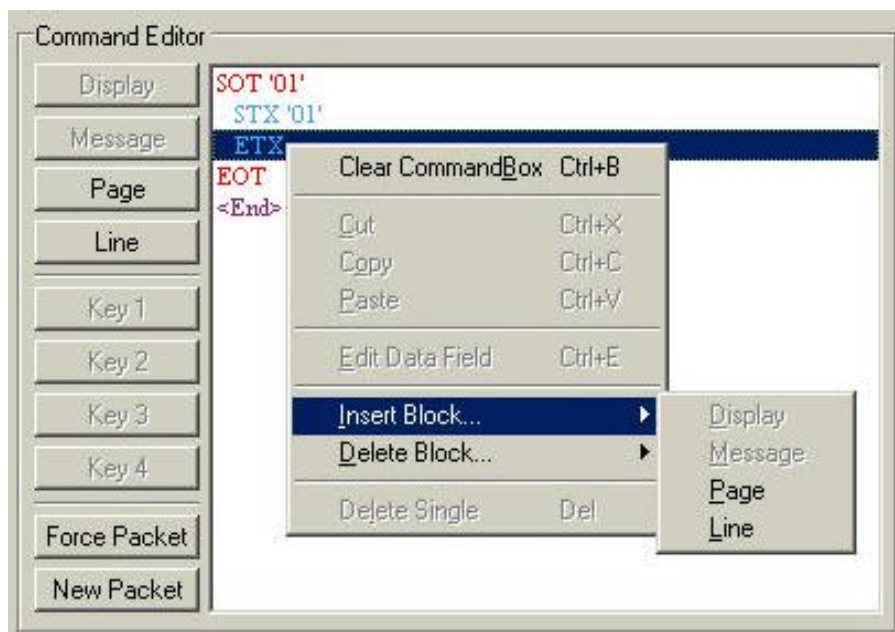 Command Editor
Display
Message
Page
Line
Key 1
Key 2
Key 3
Key 4
Force Packet
New Packet
SOT '01'
STX '01'
ETX
EOT
<End>
Clear CommandBox Ctrl+B
Cut Ctrl+X
Copy Ctrl+C
Paste Ctrl+V
Edit Data Field Ctrl+E
Insert Block...
Delete Block...
Delete Single Del
Display
Message
Page
Line